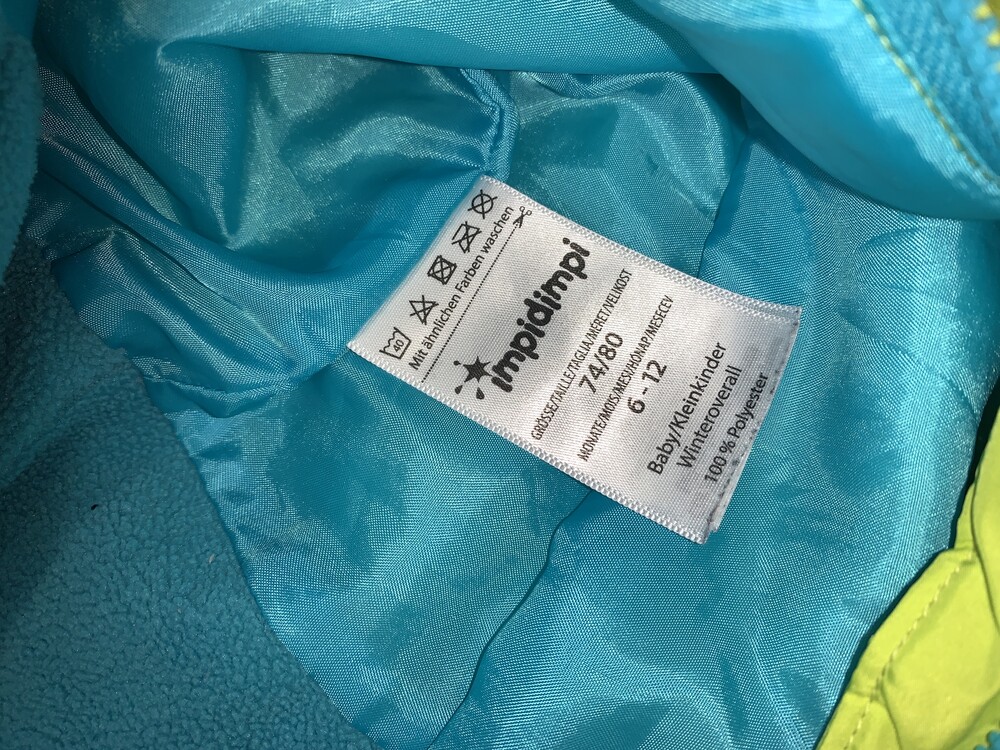 40
Mit ähnlichen Farben waschen
impidimpi
GRÖSSE/TAILLE/TAGLIA/MÉRET/VELIKOST
74/80
MONATE/MOIS/MESI/HÓNAP/MESECEV
6 - 12
Baby/Kleinkinder
Winteroverall
100 % Polyester